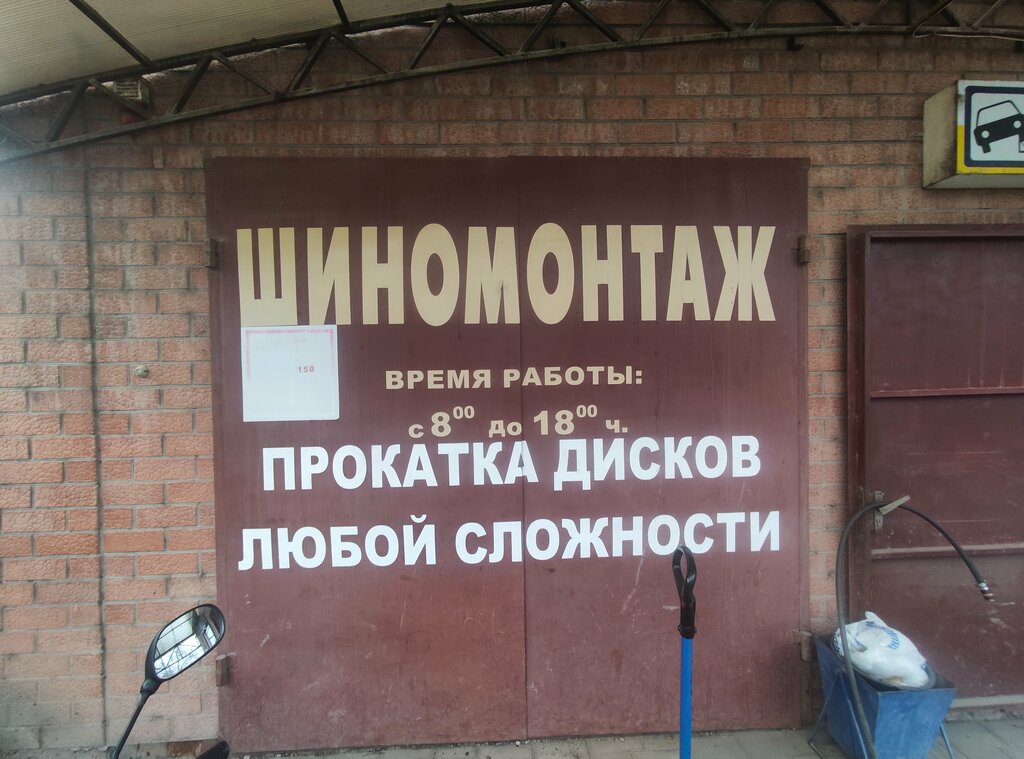 ШИНОМОНТАЖ
150
ВРЕМЯ РАБОТЫ:
с 8⁰⁰ до 18⁰⁰ ч.
ПРОКАТКА ДИСКОВ
ЛЮБОЙ СЛОЖНОСТИ